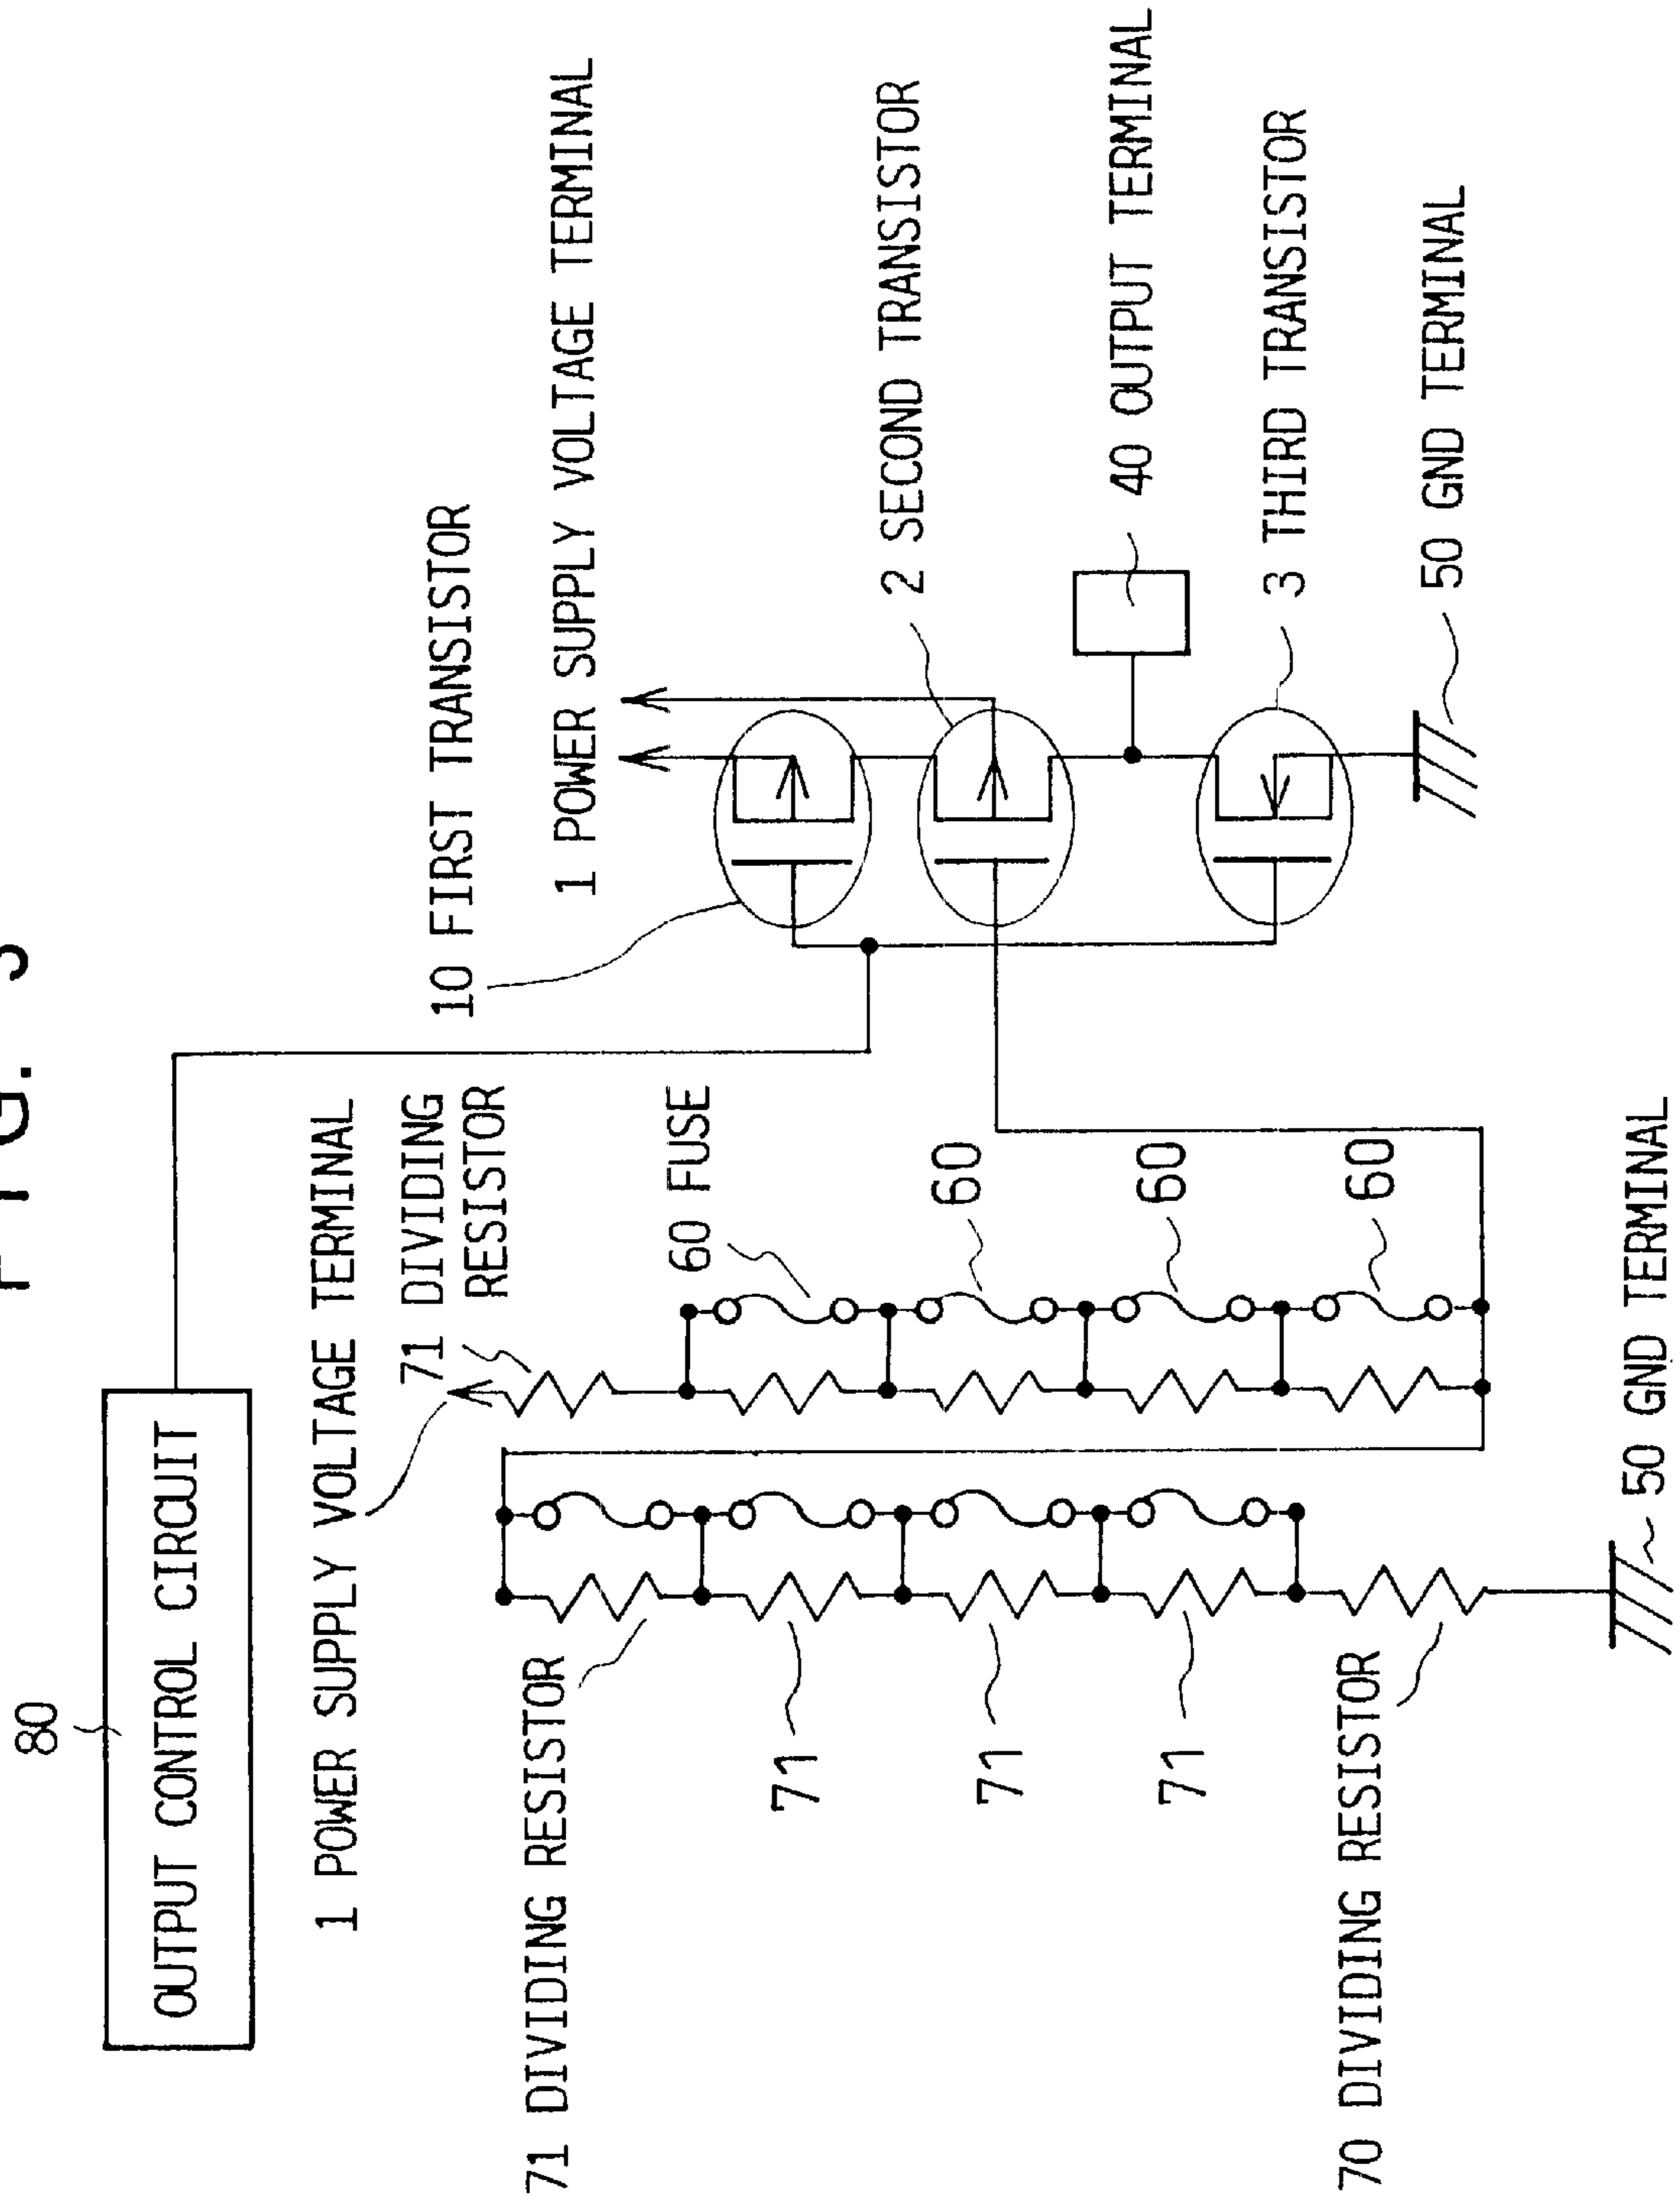 FIG. 3
80
OUTPUT CONTROL CIRCUIT
1 POWER SUPPLY VOLTAGE TERMINAL
71 DIVIDING
RESISTOR
60 FUSE
60
60
60
71 DIVIDING RESISTOR
71
71
71
70 DIVIDING RESISTOR
50 GND TERMINAL
10 FIRST TRANSISTOR
1 POWER SUPPLY VOLTAGE TERMINAL
2 SECOND TRANSISTOR
40 OUTPUT TERMINAL
3 THIRD TRANSISTOR
50 GND TERMINAL